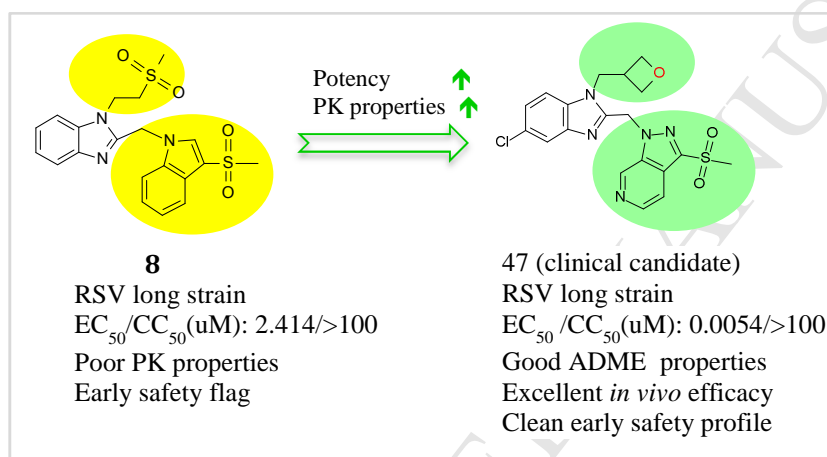 O
O
S
N
N
N
S
O
O
Potency
PK properties
O
N
N
Cl
N
N
N
S
O
O
8
RSV long strain
EC50/CC50(uM): 2.414/>100
Poor PK properties
Early safety flag
47 (clinical candidate)
RSV long strain
EC50 /CC50(uM): 0.0054/>100
Good ADME properties
Excellent in vivo efficacy
Clean early safety profile
NUS